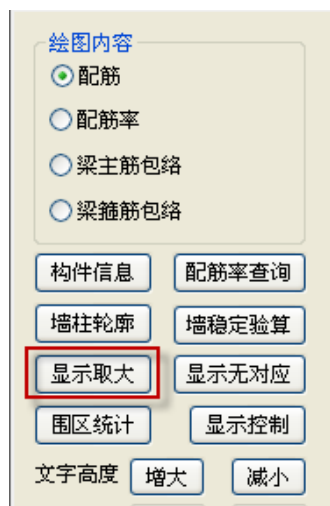 绘图内容
配筋
配筋率
梁主筋包络
梁箍筋包络
构件信息 配筋率查询
墙柱轮廓 墙稳定验算
显示取大 显示无对应
围区统计 显示控制
文字高度 增大 减小